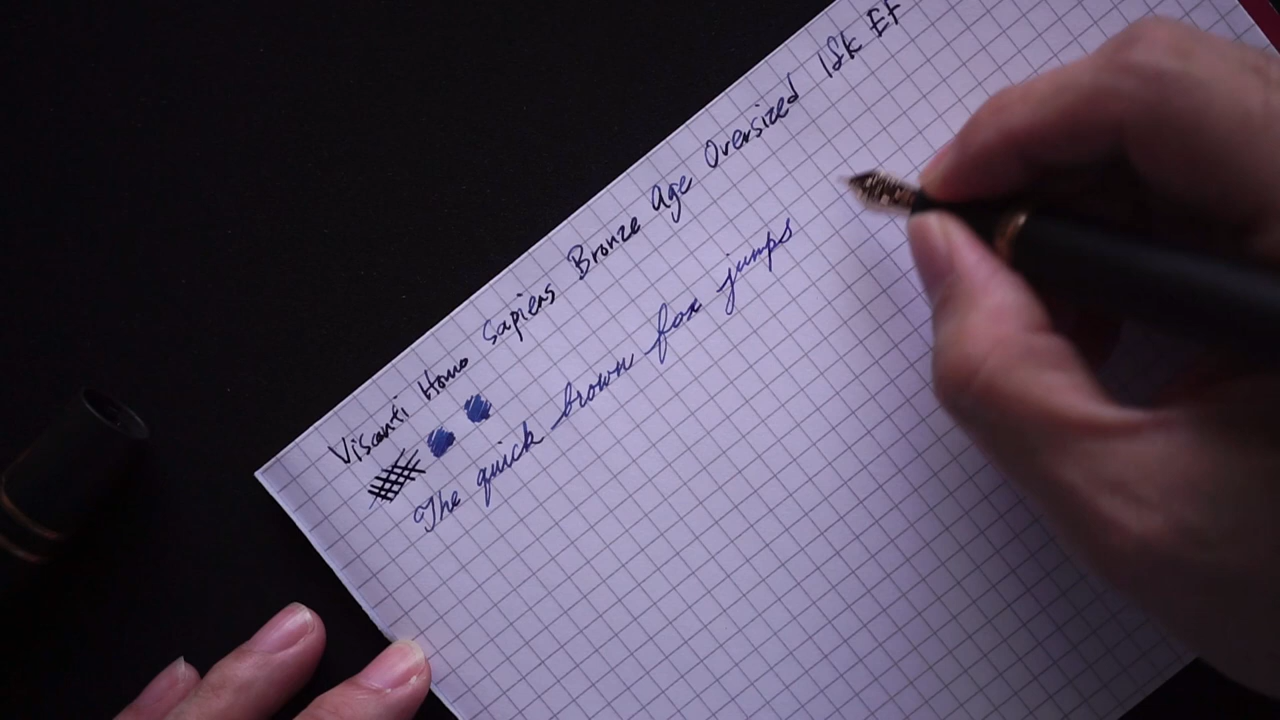 Visconti Homo Sapiens Bronze Age Oversized 18k EF
The quick brown fox jumps